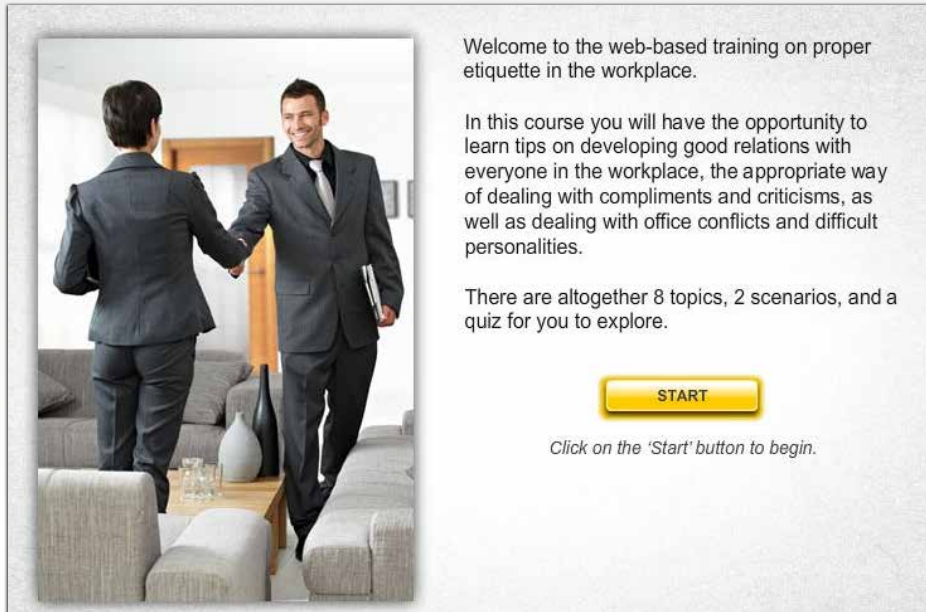 Welcome to the web-based training on proper
etiquette in the workplace.
In this course you will have the opportunity to
learn tips on developing good relations with
everyone in the workplace, the appropriate way
of dealing with compliments and criticisms, as
well as dealing with office conflicts and difficult
personalities.
There are altogether 8 topics, 2 scenarios, and a
quiz for you to explore.
START
Click on the ‘Start’ button to begin.